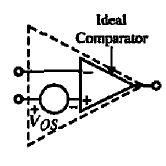 Ideal
Comparator
−
+
+ −
V_OS